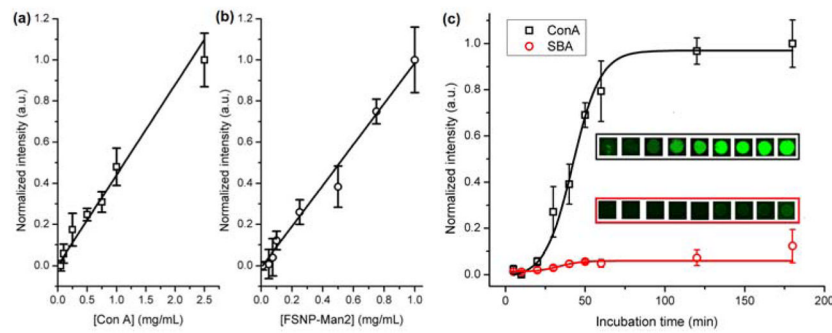 (a)
Normalized intensity (a.u.)
1.2
1.0
0.8
0.6
0.4
0.2
0.0
0.0 0.5 1.0 1.5 2.0 2.5
[Con A] (mg/mL)
(b)
Normalized intensity (a.u.)
1.2
1.0
0.8
0.6
0.4
0.2
0.0
0.0 0.2 0.4 0.6 0.8 1.0
[FSNP-Man2] (mg/mL)
(c)
Normalized intensity (a.u.)
1.0
0.8
0.6
0.4
0.2
0.0
ConA
SBA
0 50 100 150 200
Incubation time (min)